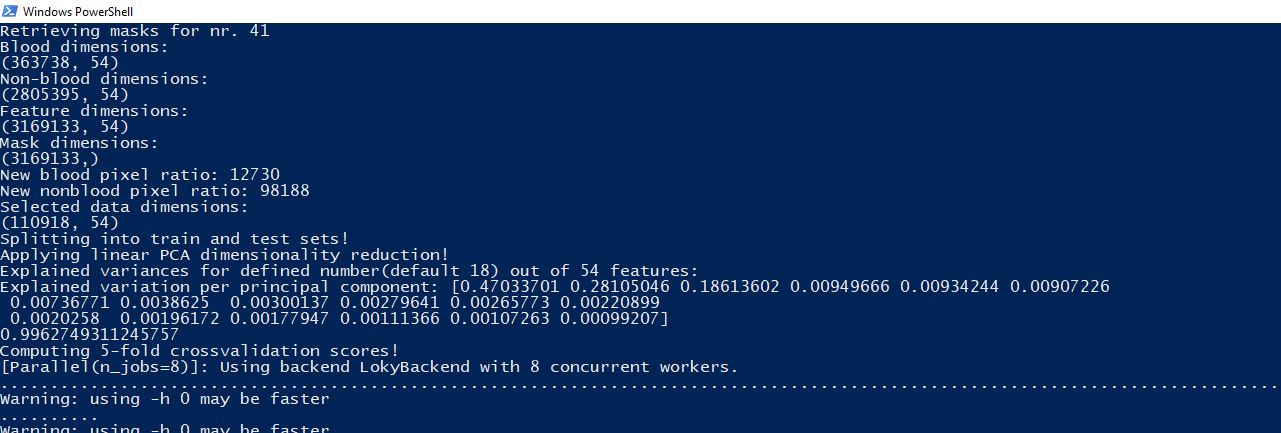 Windows PowerShell
Retrieving masks for nr. 41
Blood dimensions:
(363738, 54)
Non-blood dimensions:
(2805395, 54)
Feature dimensions:
(3169133, 54)
Mask dimensions:
(3169133,)
New blood pixel ratio: 12730
New nonblood pixel ratio: 98188
Selected data dimensions:
(110918, 54)
Splitting into train and test sets!
Applying linear PCA dimensionality reduction!
Explained variances for defined number(default 18) out of 54 features:
Explained variation per principal component: [0.47033701 0.28105046 0.18613602 0.00949666 0.00934244 0.00907226
 0.00736771 0.0038625  0.00300137 0.00279641 0.00265773 0.00220899
 0.0020258  0.00196172 0.00177947 0.00111366 0.00107263 0.00099207]
0.9962749311245757
Computing 5-fold crossvalidation scores!
[Parallel(n_jobs=8)]: Using backend LokyBackend with 8 concurrent workers.
................................................................................................................................
Warning: using -h 0 may be faster
..........
Warning: using -h 0 may be faster